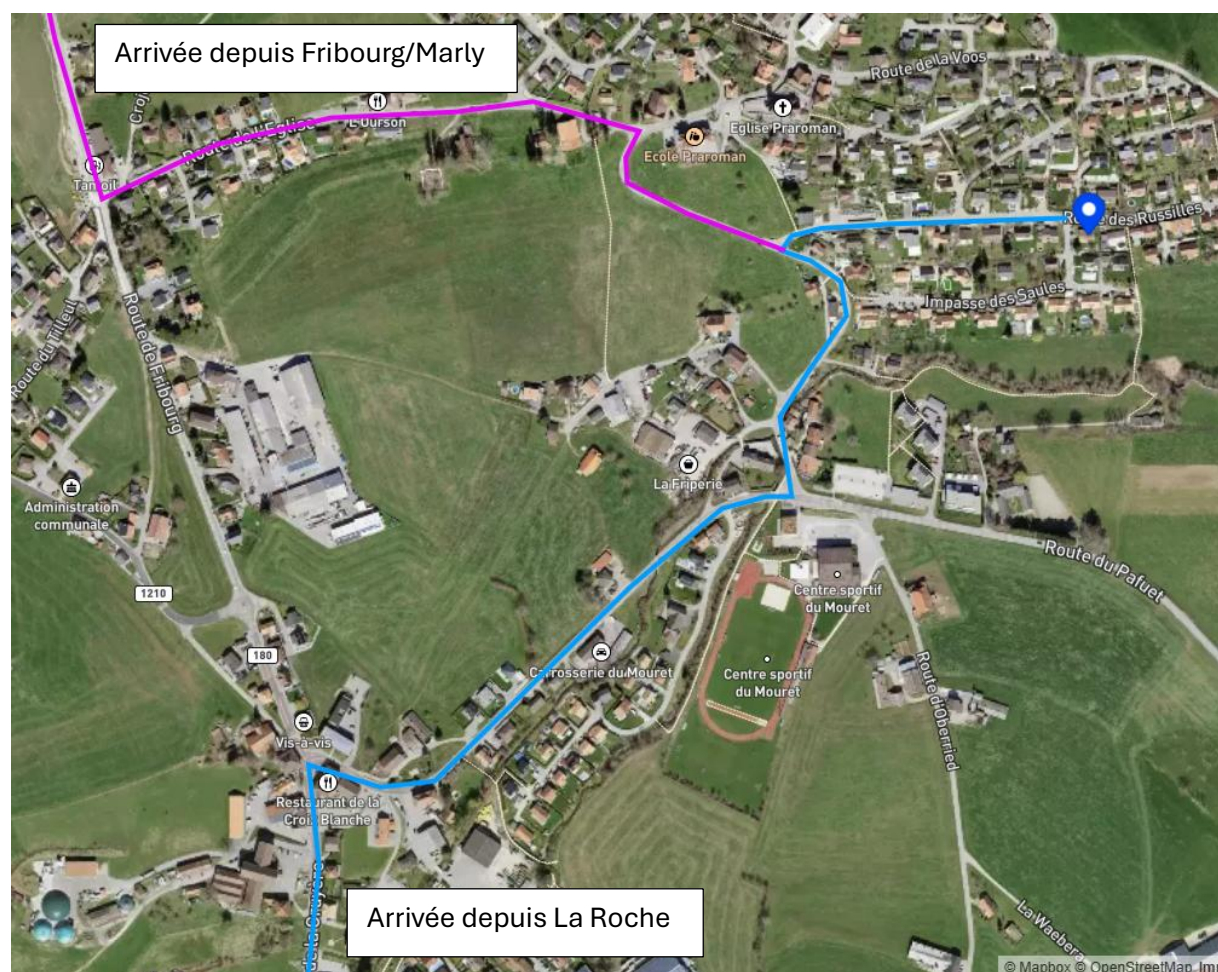 Arrivée depuis Fribourg/Marly
Route de la Voos
L'Ourson
Route de l'Église
Eglise Praroman
Ecole Praroman
Tamoil
Route des Russilles
Impasse des Saules
Route du Tilleul
Route de Fribourg
La Friperie
Administration
communale
Route du Pafuet
1210
Centre sportif
du Mouret
180
Carrosserie du Mouret
Centre sportif
du Mouret
Route d'Oberried
Vis-à-vis
Restaurant de la
Croix Blanche
Arrivée depuis La Roche
La Waebera
© Mapbox © OpenStreetMap